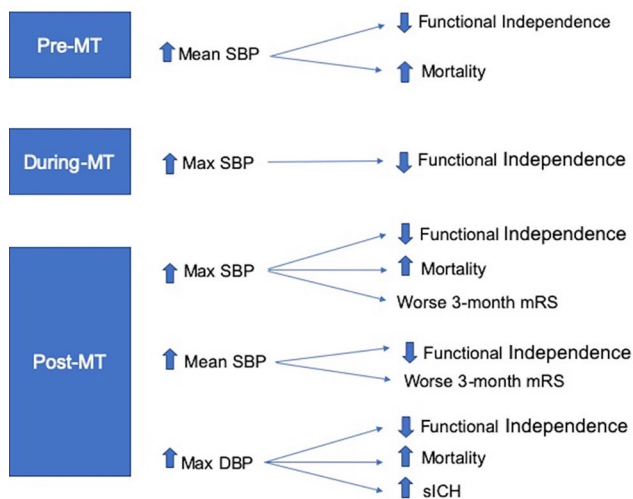 Pre-MT
Mean SBP
Functional Independence
Mortality
During-MT
Max SBP
Functional Independence
Post-MT
Max SBP
Functional Independence
Mortality
Worse 3-month mRS
Mean SBP
Functional Independence
Worse 3-month mRS
Max DBP
Functional Independence
Mortality
sICH